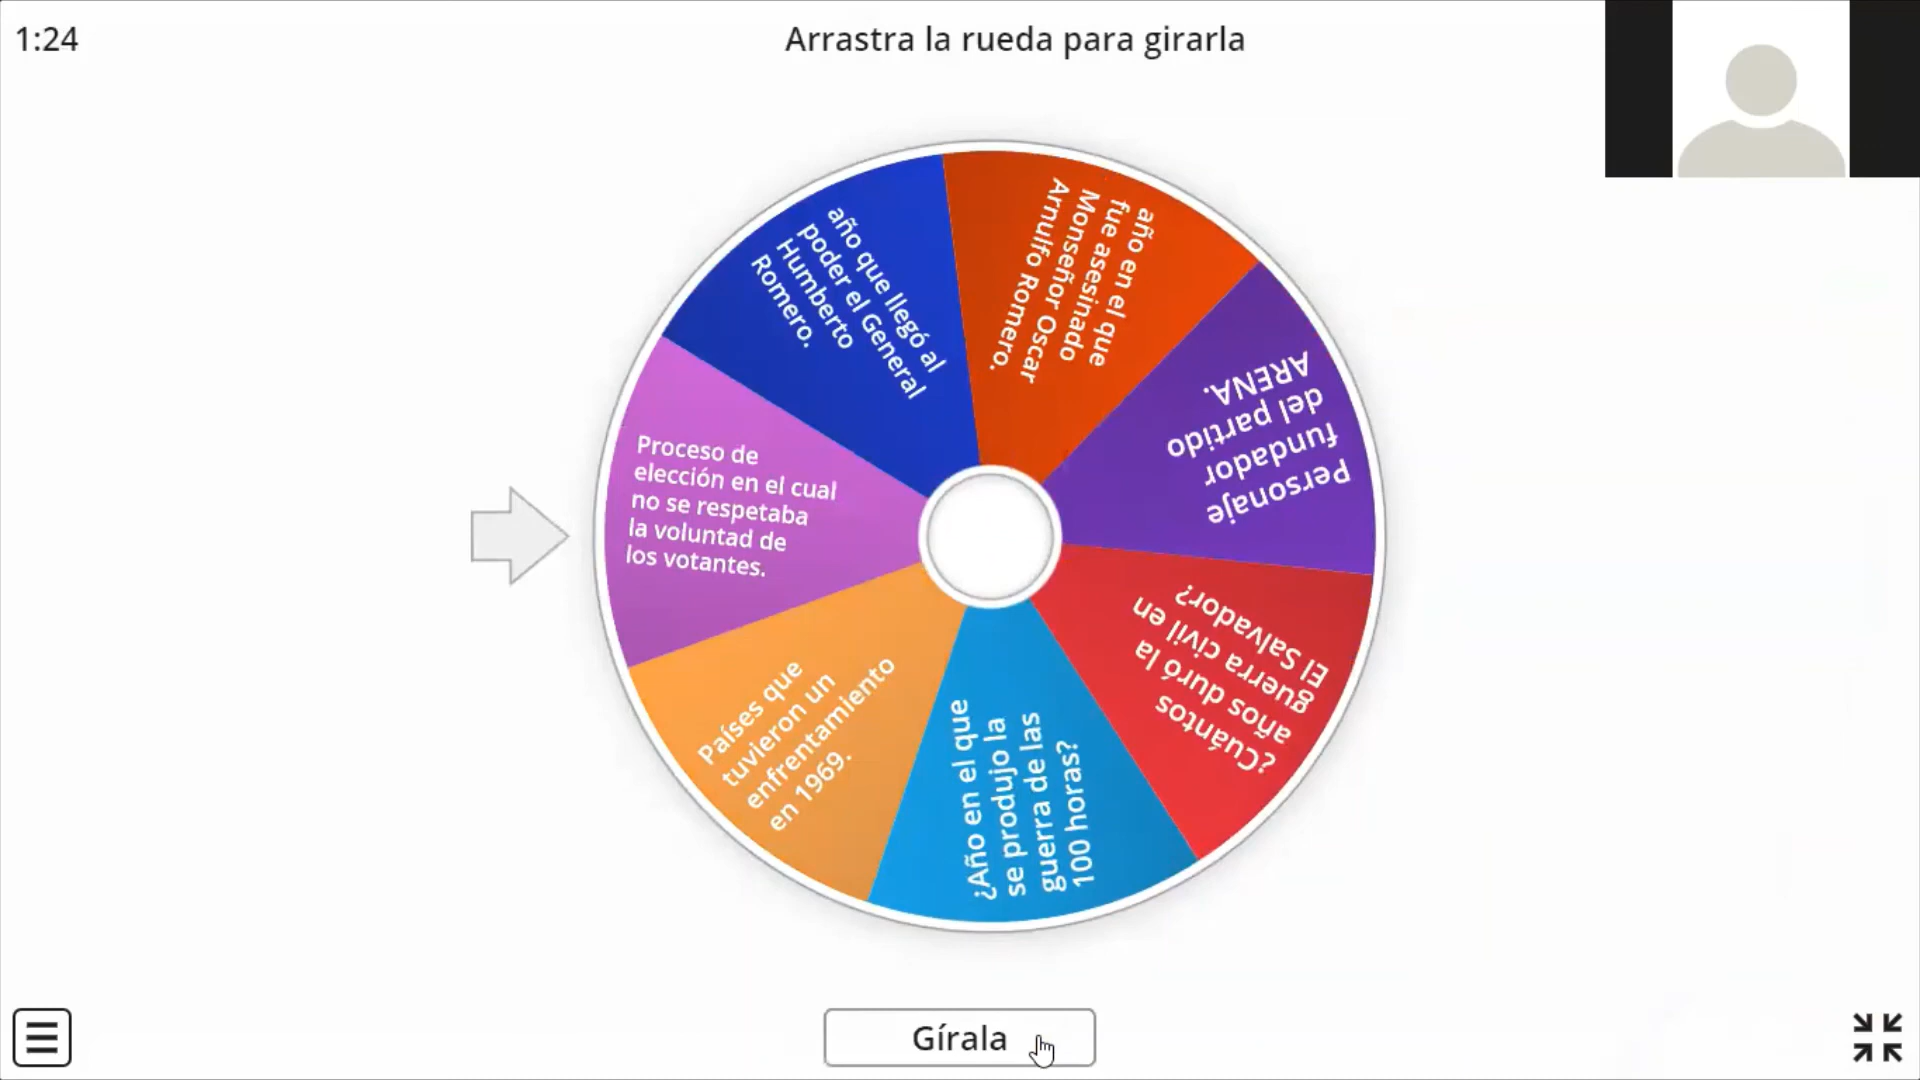 1:24
Arrastra la rueda para girarla
año que llegó al
poder el General
Humberto
Romero.
año en el que
fue asesinado
Monseñor Oscar
Arnulfo Romero.
Personaje
fundador
del partido
ARENA.
Proceso de
elección en el cual
no se respetaba
la voluntad de
los votantes.
¿Cuántos
años duró la
guerra civil en
El Salvador?
Países que
tuvieron un
enfrentamiento
en 1969.
¿Año en el que
se produjo la
guerra de las
100 horas?
Gírala